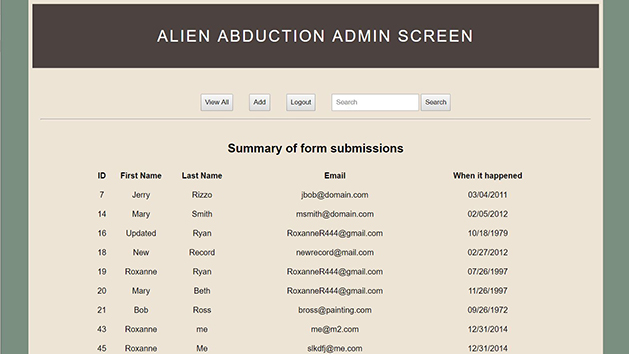 ALIEN ABDUCTION ADMIN SCREEN
View All Add Logout Search Search
Summary of form submissions
ID First Name Last Name Email When it happened
7 Jerry Rizzo jbob@domain.com 03/04/2011
14 Mary Smith msmith@domain.com 02/05/2012
16 Updated Ryan RoxanneR444@gmail.com 10/18/1979
18 New Record newrecord@mail.com 02/27/2012
19 Roxanne Ryan RoxanneR444@gmail.com 07/26/1997
20 Mary Beth RoxanneR444@gmail.com 11/26/1997
21 Bob Ross bross@painting.com 09/26/1972
43 Roxanne me me@m2.com 12/31/2014
45 Roxanne Me slkdfj@me.com 12/31/2014